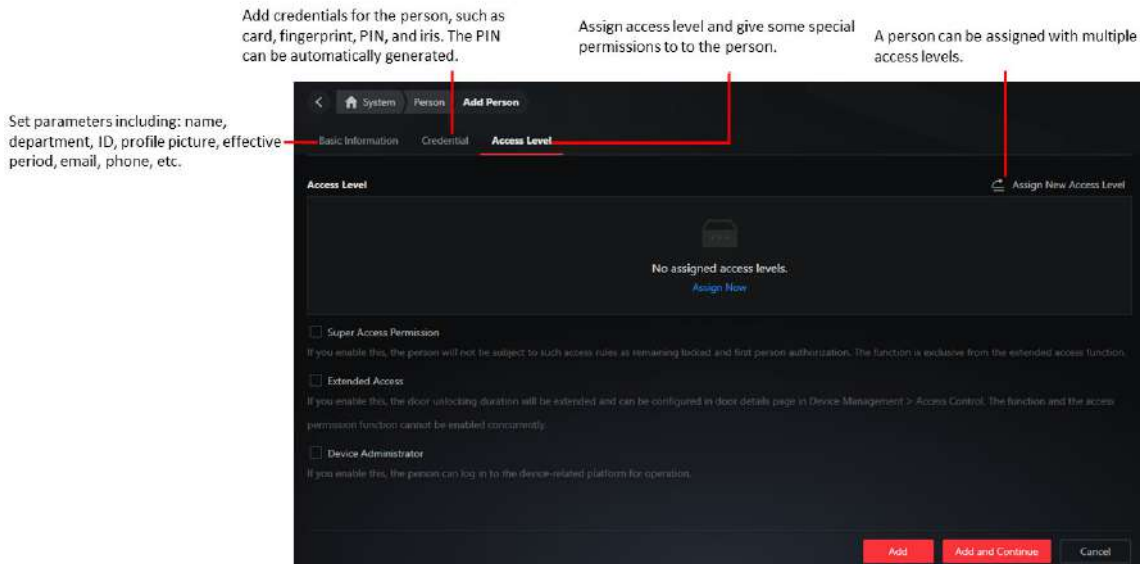 Add credentials for the person, such as
card, fingerprint, PIN, and iris. The PIN
can be automatically generated.
Assign access level and give some special
permissions to to the person.
A person can be assigned with multiple
access levels.
Set parameters including: name,
department, ID, profile picture, effective
period, email, phone, etc.
System Person Add Person
Basic Information Credential Access Level
Access Level
Assign New Access Level
No assigned access levels.
Assign Now
Super Access Permission
If you enable this, the person will not be subject to such access rules as remaining locked and first person authorization. The function is exclusive from the extended access function.
Extended Access
If you enable this, the door unlocking duration will be extended and can be configured in door details page in Device Management > Access Control. The function and the access
permission function cannot be enabled concurrently.
Device Administrator
If you enable this, the person can log in to the device-related platform for operation.
Add Add and Continue Cancel